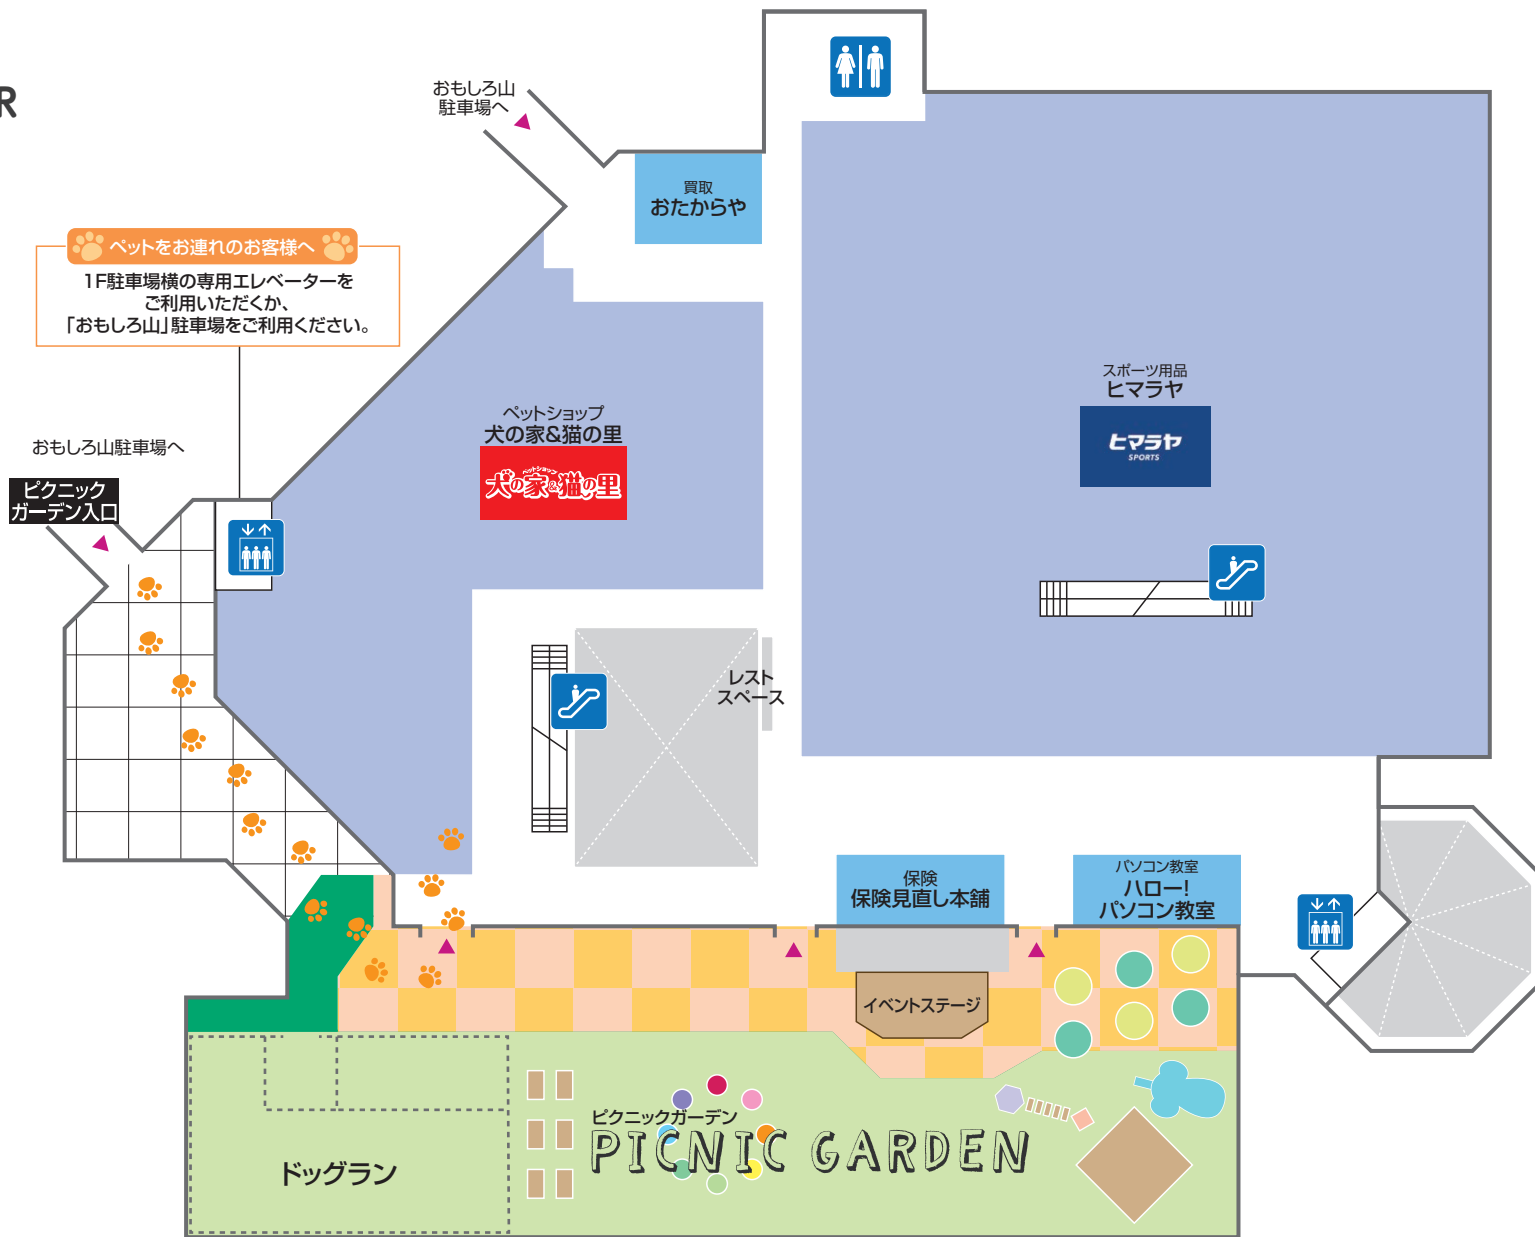 R
おもしろ山
駐車場へ
買取
おたからや
ペットをお連れのお客様へ
1F駐車場横の専用エレベーターを
ご利用いただくか、
「おもしろ山」駐車場をご利用ください。
スポーツ用品
ヒマラヤ
ヒマラヤ
SPORTS
ペットショップ
犬の家&猫の里
ペットショップ
犬の家&猫の里
おもしろ山駐車場へ
ピクニック
ガーデン入口
レスト
スペース
保険
保険見直し本舗
パソコン教室
ハロー!
パソコン教室
イベントステージ
ピクニックガーデン
PICNIC GARDEN
ドッグラン